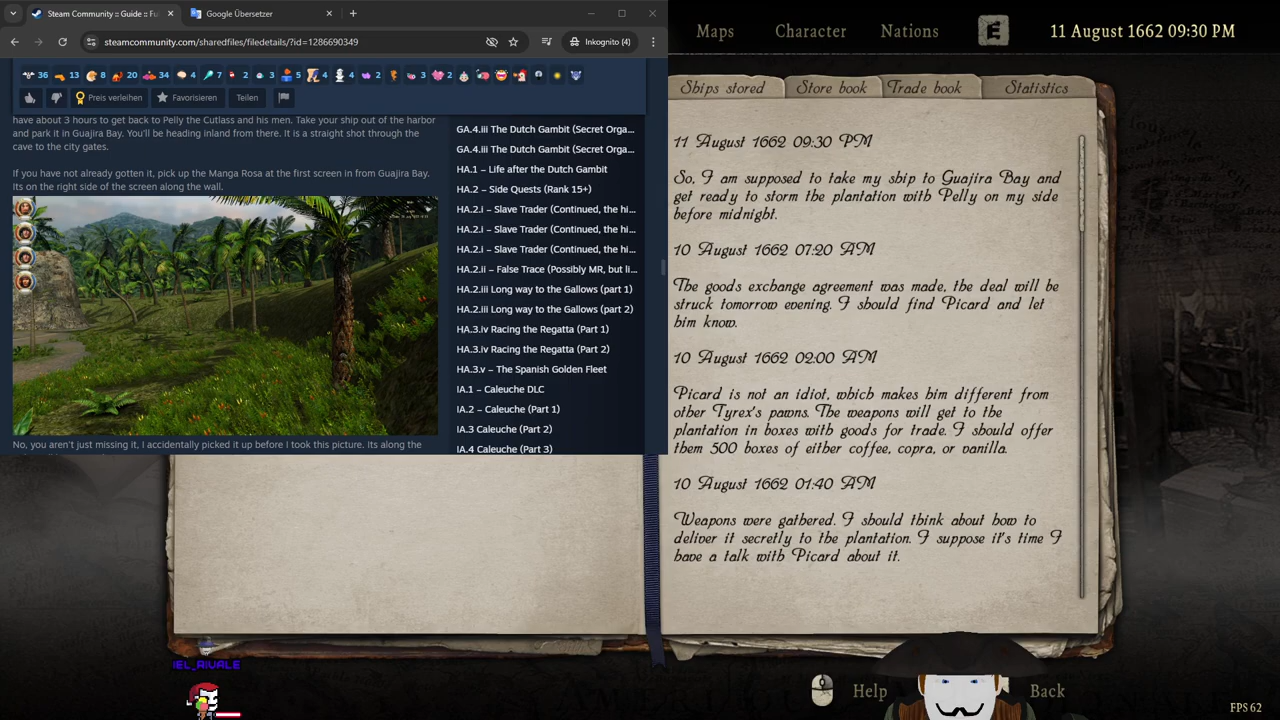 Steam Community :: Guide :: Fu
Google Übersetzer
steamcommunity.com/sharedfiles/filedetails/?id=1286690349
Inkognito (4)
36 13 8 20 34 4 7 2 3 5 4 4 2 3 2
Preis verleihen
Favorisieren
Teilen
have about 3 hours to get back to Pelly the Cutlass and his men. Take your ship out of the harbor
and park it in Guajira Bay. You'll be heading inland from there. It is a straight shot through the
cave to the city gates.
If you have not already gotten it, pick up the Manga Rosa at the first screen in from Guajira Bay.
Its on the right side of the screen along the wall.
No, you aren't just missing it, I accidentally picked it up before I took this picture. Its along the
GA.4.iii The Dutch Gambit (Secret Orga...
GA.4.iii The Dutch Gambit (Secret Orga...
HA.1 – Life after the Dutch Gambit
HA.2 – Side Quests (Rank 15+)
HA.2.i – Slave Trader (Continued, the hi...
HA.2.i – Slave Trader (Continued, the hi...
HA.2.i – Slave Trader (Continued, the hi...
HA.2.ii – False Trace (Possibly MR, but li...
HA.2.iii Long way to the Gallows (part 1)
HA.2.iii Long way to the Gallows (part 2)
HA.3.iv Racing the Regatta (Part 1)
HA.3.iv Racing the Regatta (Part 2)
HA.3.v – The Spanish Golden Fleet
IA.1 – Caleuche DLC
IA.2 – Caleuche (Part 1)
IA.3 Caleuche (Part 2)
IA.4 Caleuche (Part 3)
Maps
Character
Nations
E
11 August 1662 09:30 PM
Ships stored
Store book
Trade book
Statistics
11 August 1662 09:30 PM
So, I am supposed to take my ship to Guajira Bay and
get ready to storm the plantation with Pelly on my side
before midnight.
10 August 1662 07:20 AM
The goods exchange agreement was made, the deal will be
struck tomorrow evening. I should find Picard and let
him know.
10 August 1662 02:00 AM
Picard is not an idiot, which makes him different from
other Tyrex's pawns. The weapons will get to the
plantation in boxes with goods for trade. I should offer
them 500 boxes of either coffee, copra, or vanilla.
10 August 1662 01:40 AM
Weapons were gathered. I should think about how to
deliver it secretly to the plantation. I suppose it's time I
have a talk with Picard about it.
IEL_AIVALE
Help
Back
FPS 62